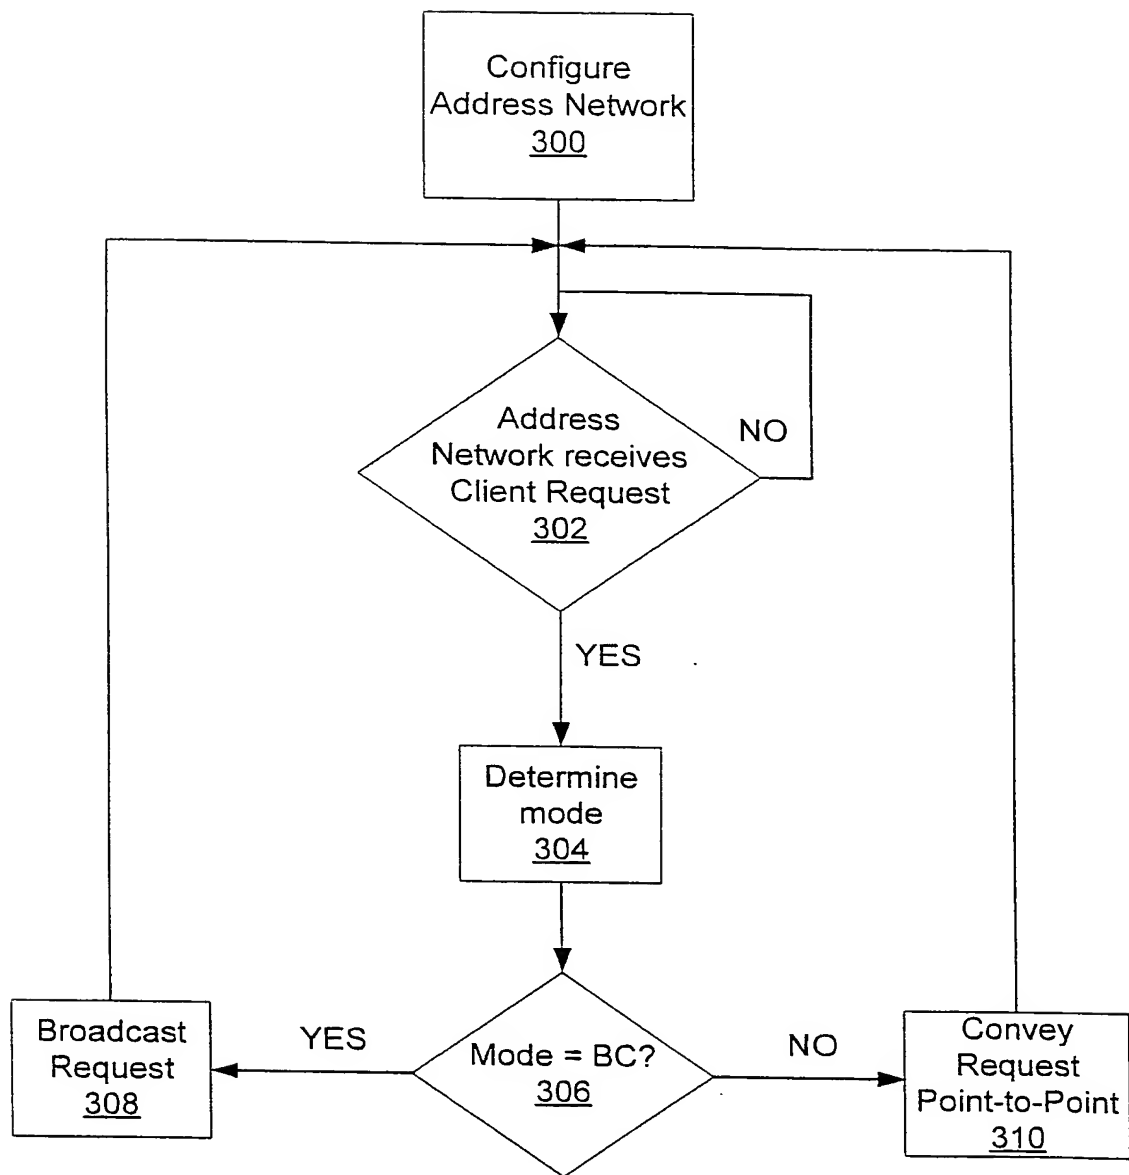 Configure
Address Network
300
Address
Network receives
Client Request
302
NO
YES
Determine
mode
304
Mode = BC?
306
YES
NO
Broadcast
Request
308
Convey
Request
Point-to-Point
310